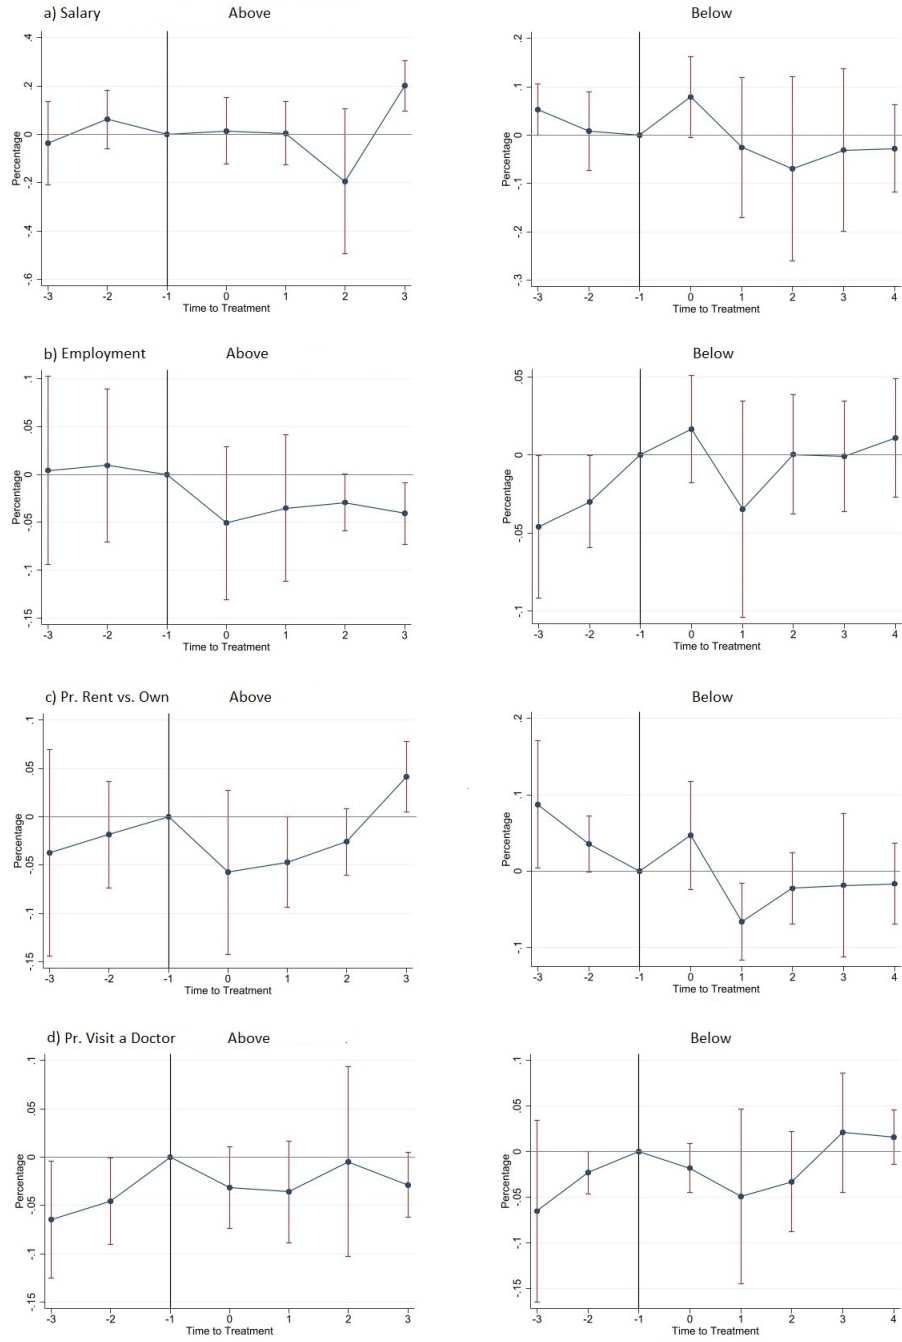 a) Salary Above Below
.4
.2
0
-.2
-.4
-.6
Percentage
-3 -2 -1 0 1 2 3
Time to Treatment
.2
.1
0
-.1
-.2
-.3
Percentage
-3 -2 -1 0 1 2 3 4
Time to Treatment
b) Employment Above Below
.1
.05
0
-.05
-.1
-.15
Percentage
-3 -2 -1 0 1 2 3
Time to Treatment
.05
0
-.05
-.1
Percentage
-3 -2 -1 0 1 2 3 4
Time to Treatment
c) Pr. Rent vs. Own Above Below
.1
.05
0
-.05
-.1
-.15
Percentage
-3 -2 -1 0 1 2 3
Time to Treatment
.2
.1
0
-.1
Percentage
-3 -2 -1 0 1 2 3 4
Time to Treatment
d) Pr. Visit a Doctor Above Below
.1
.05
0
-.05
-.1
-.15
Percentage
-3 -2 -1 0 1 2 3
Time to Treatment
.1
.05
0
-.05
-.1
-.15
Percentage
-3 -2 -1 0 1 2 3 4
Time to Treatment